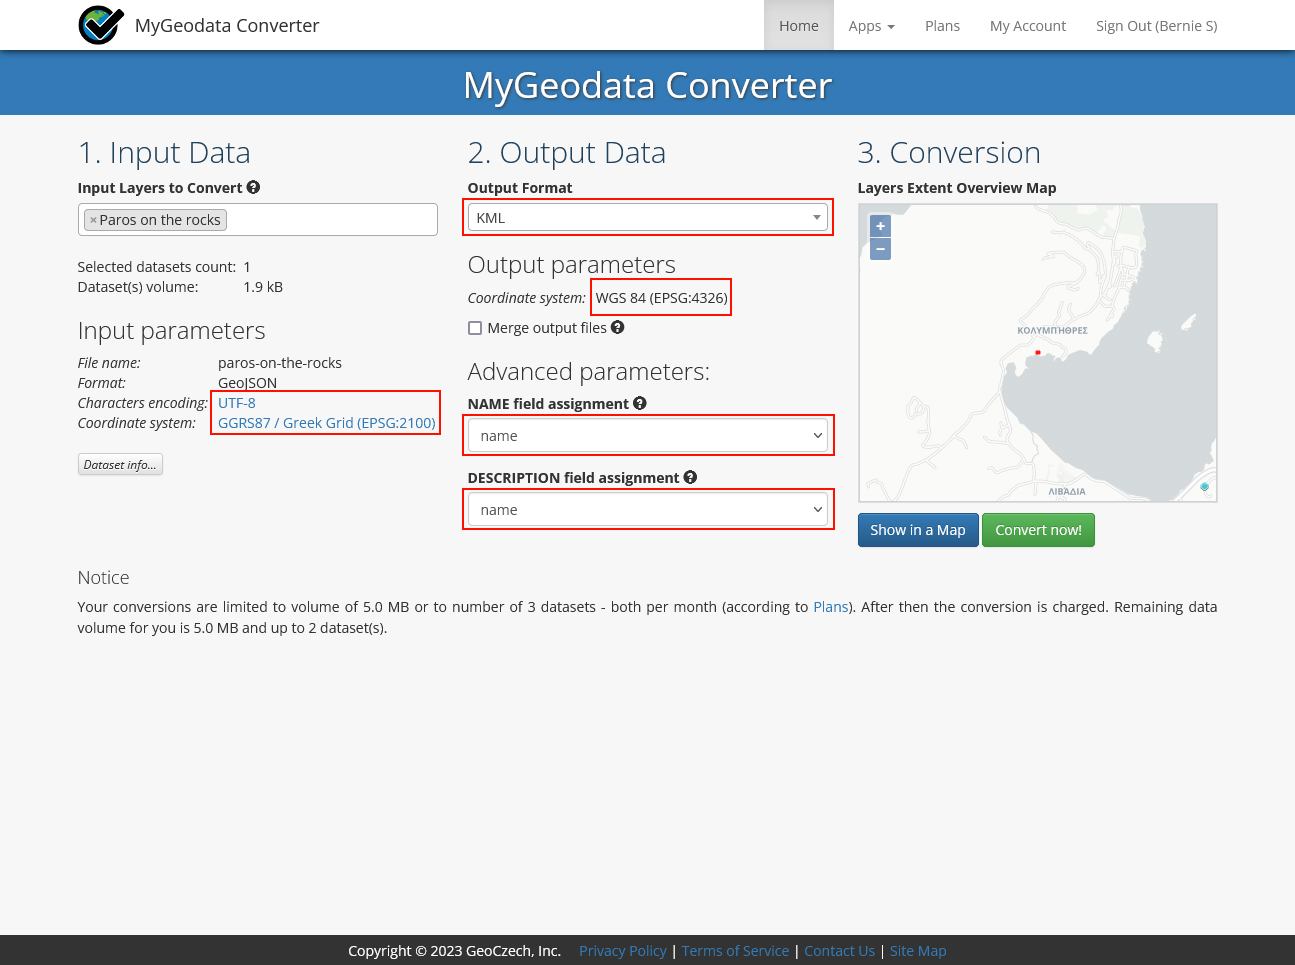 MyGeodata Converter
Home
Apps
Plans
My Account
Sign Out (Bernie S)
MyGeodata Converter
1. Input Data
Input Layers to Convert ?
× Paros on the rocks
Selected datasets count: 1
Dataset(s) volume: 1.9 kB
Input parameters
File name: paros-on-the-rocks
Format: GeoJSON
Characters encoding: UTF-8
Coordinate system: GGRS87 / Greek Grid (EPSG:2100)
Dataset info...
2. Output Data
Output Format
KML
Output parameters
Coordinate system: WGS 84 (EPSG:4326)
Merge output files ?
Advanced parameters:
NAME field assignment ?
name
DESCRIPTION field assignment ?
name
3. Conversion
Layers Extent Overview Map
+
−
ΚΟΛΥΜΠΗΘΡΕΣ
ΛΙΒΑΔΙΑ
Show in a Map
Convert now!
Notice
Your conversions are limited to volume of 5.0 MB or to number of 3 datasets - both per month (according to Plans). After then the conversion is charged. Remaining data
volume for you is 5.0 MB and up to 2 dataset(s).
Copyright © 2023 GeoCzech, Inc. Privacy Policy | Terms of Service | Contact Us | Site Map